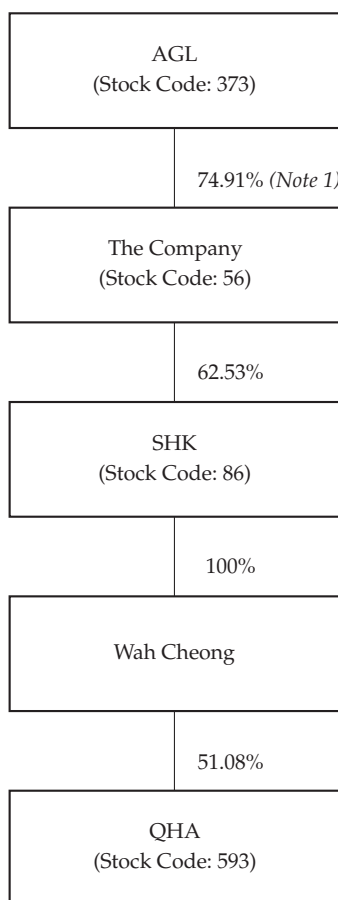 AGL
(Stock Code: 373)
74.91% (Note 1)
The Company
(Stock Code: 56)
62.53%
SHK
(Stock Code: 86)
100%
Wah Cheong
51.08%
QHA
(Stock Code: 593)